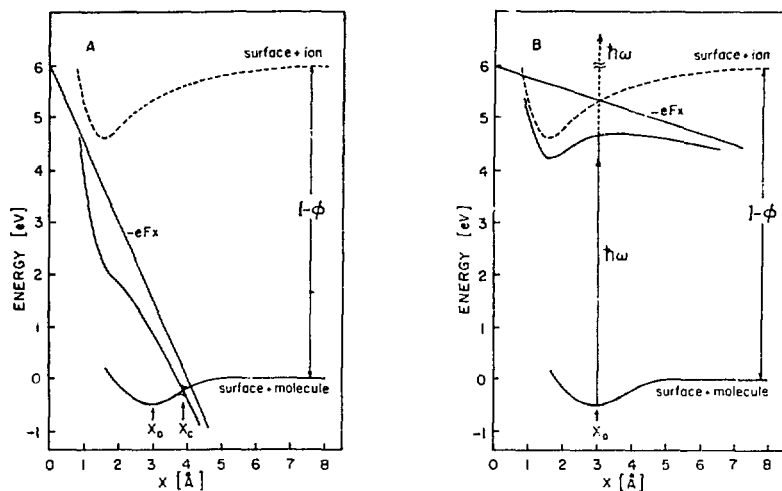 A
surface+ion
6
5
4
3
2
1
0
-1
ENERGY [eV]
-eFx
I-ϕ
surface+molecule
X₀
X_c
0 1 2 3 4 5 6 7 8
X [Å]
B
ħω
surface+ion
6
5
4
3
2
1
0
-1
ENERGY [eV]
-eFx
I-ϕ
ħω
surface+molecule
X₀
0 1 2 3 4 5 6 7 8
X [Å]